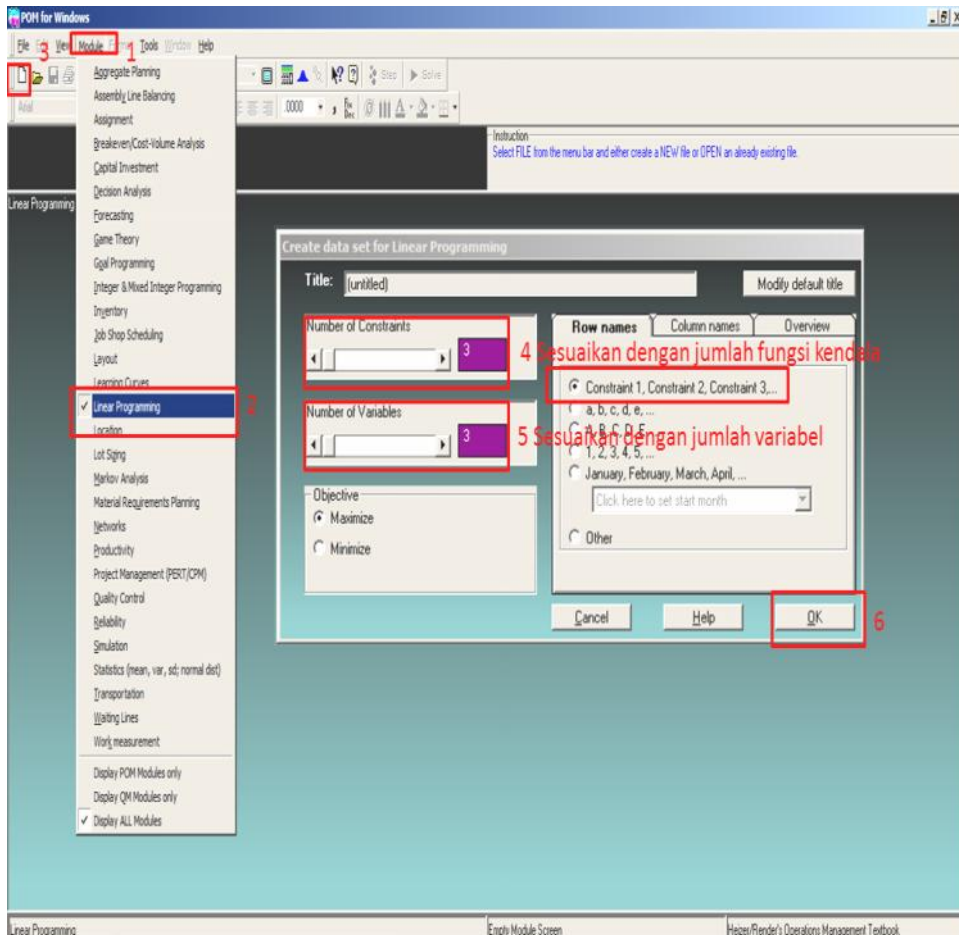 POM for Windows
File Edit View Module Format Tools Window Help
3
1
Step Solve
Arial
.0000
Instruction
Select FILE from the menu bar and either create a NEW file or OPEN an already existing file.
Linear Programming
Aggregate Planning
Assembly Line Balancing
Assignment
Breakeven/Cost-Volume Analysis
Capital Investment
Decision Analysis
Forecasting
Game Theory
Goal Programming
Integer & Mixed Integer Programming
Inventory
Job Shop Scheduling
Layout
Learning Curves
Linear Programming
2
Location
Lot Sizing
Markov Analysis
Material Requirements Planning
Networks
Productivity
Project Management (PERT/CPM)
Quality Control
Reliability
Simulation
Statistics (mean, var, sd; normal dist)
Transportation
Waiting Lines
Work measurement
Display POM Modules only
Display QM Modules only
Display ALL Modules
Create data set for Linear Programming
Title: (untitled)
Modify default title
Number of Constraints
3
4 Sesuaikan dengan jumlah fungsi kendala
Number of Variables
3
5 Sesuaikan dengan jumlah variabel
Objective
Maximize
Minimize
Row names Column names Overview
Constraint 1, Constraint 2, Constraint 3,...
a, b, c, d, e, ...
A, B, C, D, E, ...
1, 2, 3, 4, 5, ...
January, February, March, April, ...
Click here to set start month
Other
Cancel Help OK
6
Linear Programming
Empty Module Screen
Heizer/Render's Operations Management Textbook